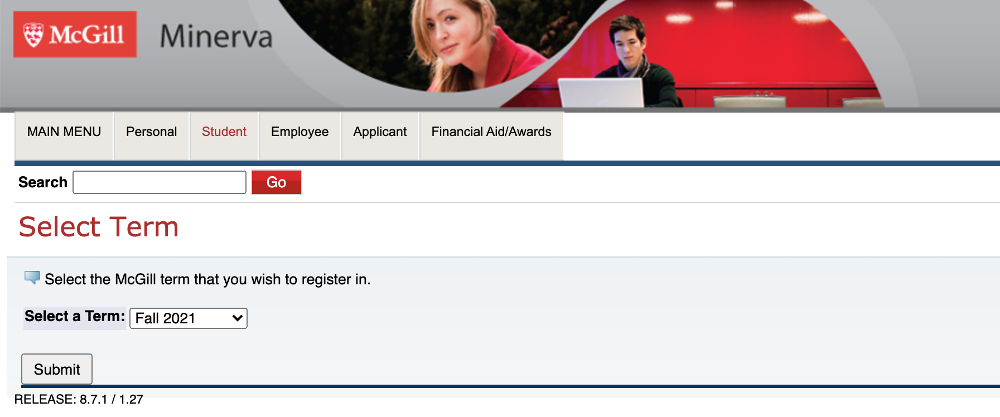 McGill Minerva
MAIN MENU Personal Student Employee Applicant Financial Aid/Awards
Search Go
Select Term
Select the McGill term that you wish to register in.
Select a Term: Fall 2021
Submit
RELEASE: 8.7.1 / 1.27